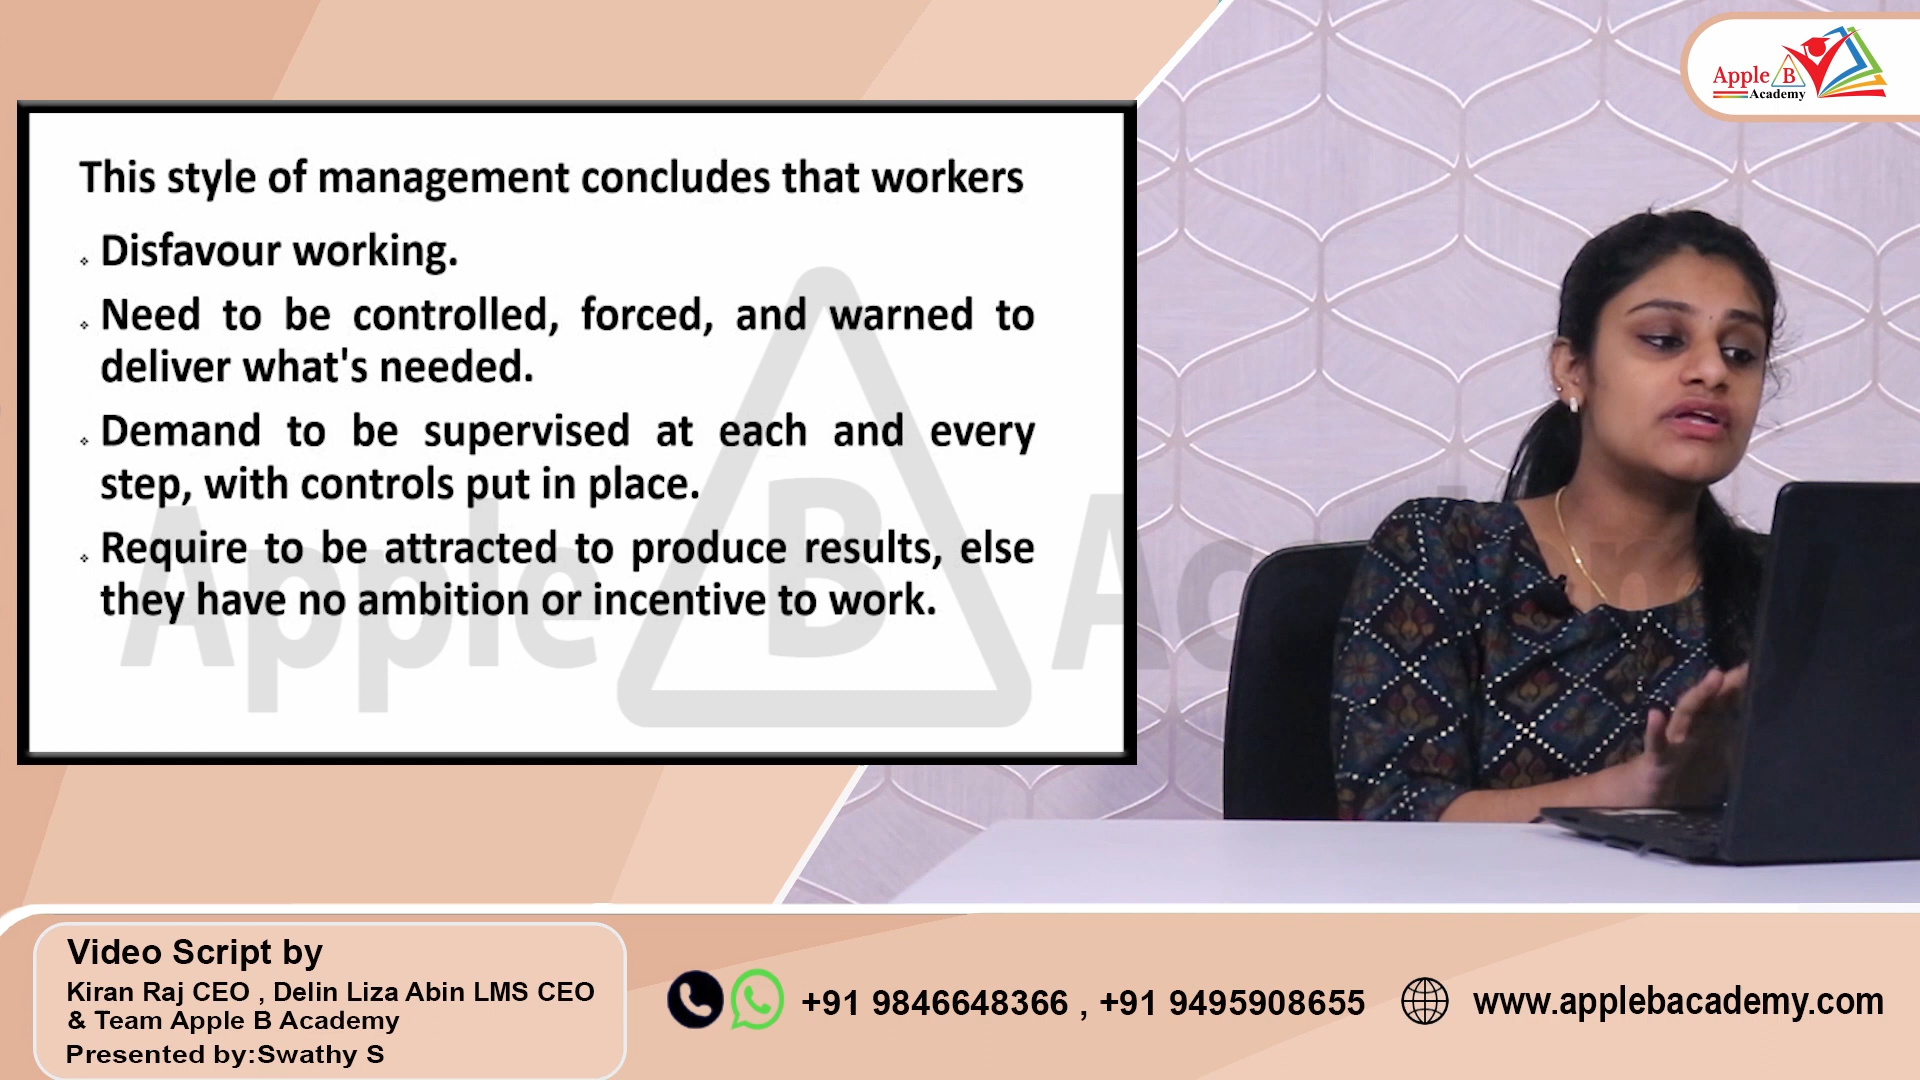 Apple B
Academy
This style of management concludes that workers
Disfavour working.
Need to be controlled, forced, and warned to
deliver what's needed.
Demand to be supervised at each and every
step, with controls put in place.
Require to be attracted to produce results, else
they have no ambition or incentive to work.
Apple B Academy
Video Script by
Kiran Raj CEO , Delin Liza Abin LMS CEO
& Team Apple B Academy
Presented by:Swathy S
+91 9846648366 , +91 9495908655
www.applebacademy.com